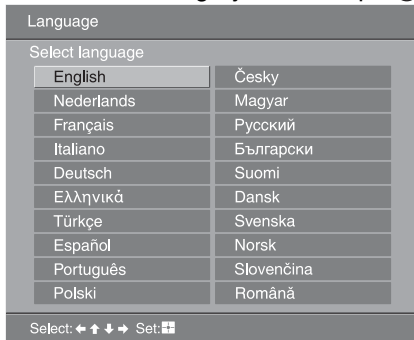 Language
Select language
English Česky
Nederlands Magyar
Français Русский
Italiano Български
Deutsch Suomi
Ελληνικά Dansk
Türkçe Svenska
Español Norsk
Português Slovenčina
Polski Română
Select: ←↑↓→ Set: